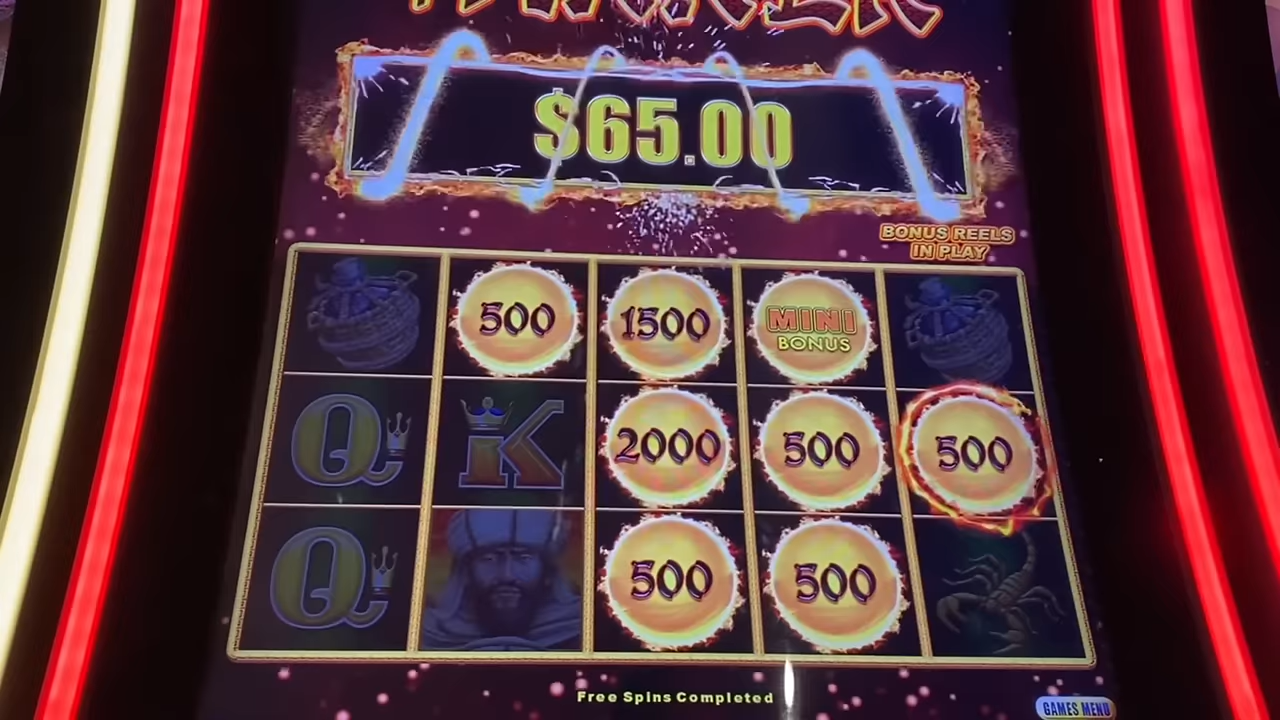 $65.00
BONUS REELS
IN PLAY
500
1500
MINI
BONUS
Q
K
2000
500
500
Q
500
500
Free Spins Completed
GAMES MENU